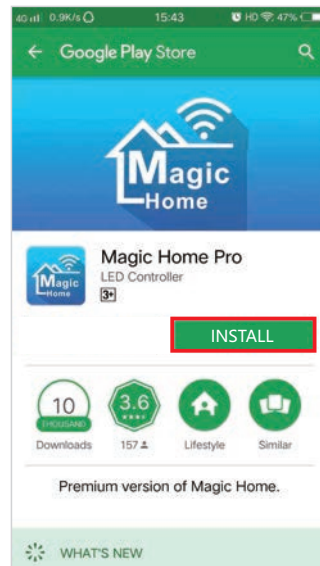 4G 0.9K/s 15:43 HD 47%
Google Play Store
Magic
Home
Magic
Home
Magic Home Pro
LED Controller
3+
INSTALL
10
THOUSAND
3.6
Downloads
157
Lifestyle
Similar
Premium version of Magic Home.
WHAT'S NEW